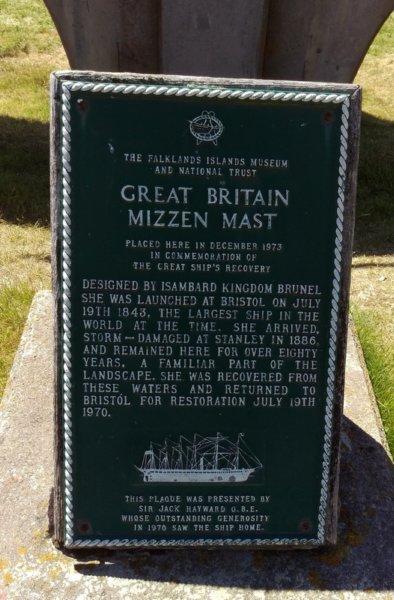 THE FALKLANDS ISLANDS MUSEUM
AND NATIONAL TRUST
GREAT BRITAIN
MIZZEN MAST
PLACED HERE IN DECEMBER 1973
IN COMMEMORATION OF
THE GREAT SHIP'S RECOVERY
DESIGNED BY ISAMBARD KINGDOM BRUNEL
SHE WAS LAUNCHED AT BRISTOL ON JULY
19TH 1843, THE LARGEST SHIP IN THE
WORLD AT THE TIME. SHE ARRIVED,
STORM-DAMAGED AT STANLEY IN 1886,
AND REMAINED HERE FOR OVER EIGHTY
YEARS, A FAMILIAR PART OF THE
LANDSCAPE. SHE WAS RECOVERED FROM
THESE WATERS AND RETURNED TO
BRISTOL FOR RESTORATION JULY 19TH
1970.
THIS PLAQUE WAS PRESENTED BY
SIR JACK HAYWARD O.B.E.
WHOSE OUTSTANDING GENEROSITY
IN 1970 SAW THE SHIP HOME.